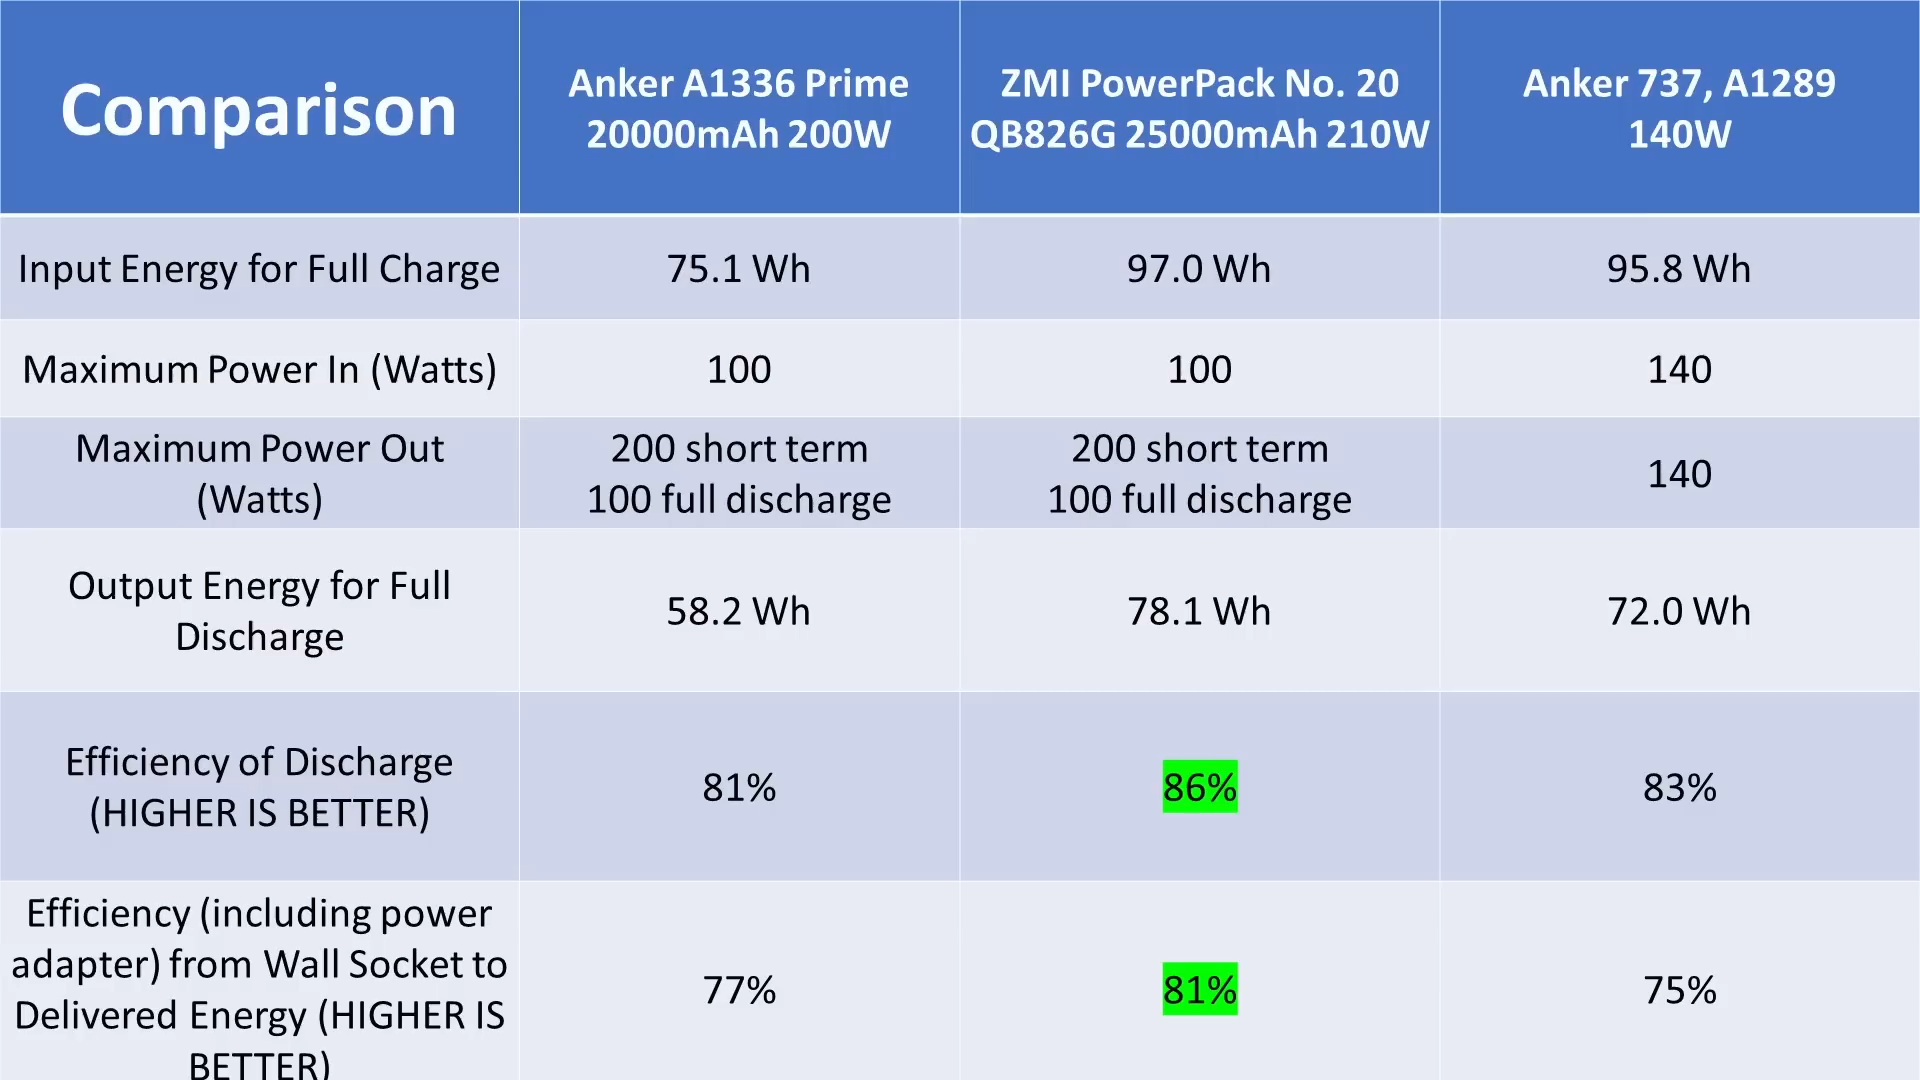 Comparison
Anker A1336 Prime
20000mAh 200W
ZMI PowerPack No. 20
QB826G 25000mAh 210W
Anker 737, A1289
140W
Input Energy for Full Charge
75.1 Wh
97.0 Wh
95.8 Wh
Maximum Power In (Watts)
100
100
140
Maximum Power Out
(Watts)
200 short term
100 full discharge
200 short term
100 full discharge
140
Output Energy for Full
Discharge
58.2 Wh
78.1 Wh
72.0 Wh
Efficiency of Discharge
(HIGHER IS BETTER)
81%
86%
83%
Efficiency (including power
adapter) from Wall Socket to
Delivered Energy (HIGHER IS
BETTER)
77%
81%
75%